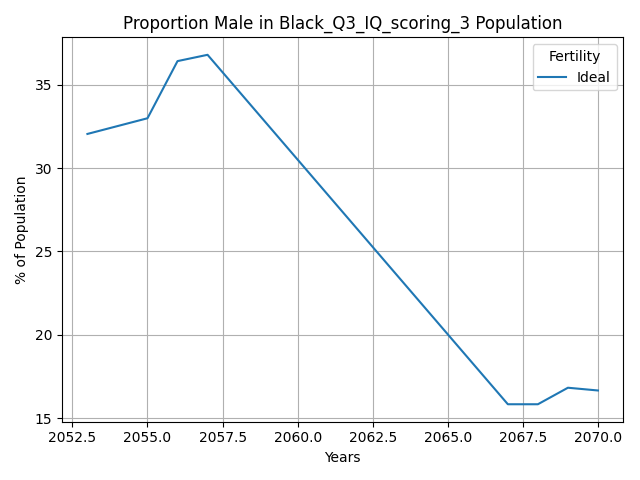 Proportion Male in Black_Q3_IQ_scoring_3 Population
Fertility
Ideal
% of Population
35
30
25
20
15
2052.5 2055.0 2057.5 2060.0 2062.5 2065.0 2067.5 2070.0
Years